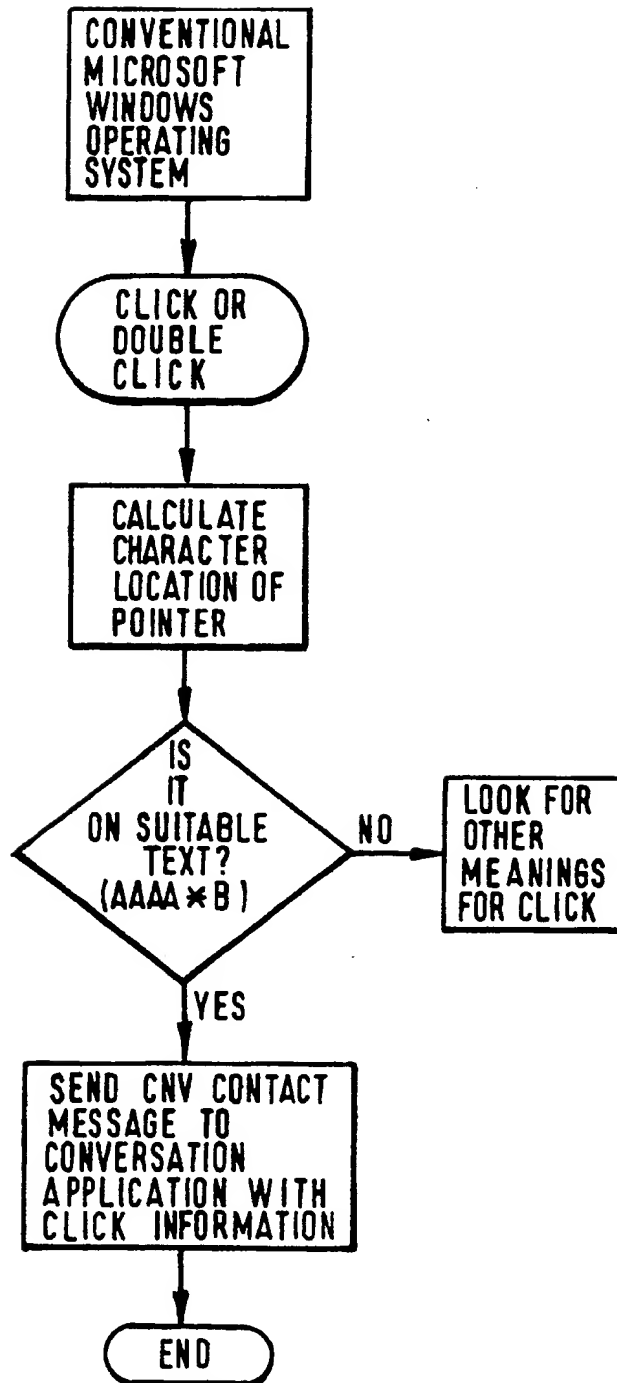 CONVENTIONAL
MICROSOFT
WINDOWS
OPERATING
SYSTEM
CLICK OR
DOUBLE
CLICK
CALCULATE
CHARACTER
LOCATION OF
POINTER
IS
IT
ON SUITABLE
TEXT?
(AAAA*B)
NO
LOOK FOR
OTHER
MEANINGS
FOR CLICK
YES
SEND CNV CONTACT
MESSAGE TO
CONVERSATION
APPLICATION WITH
CLICK INFORMATION
END